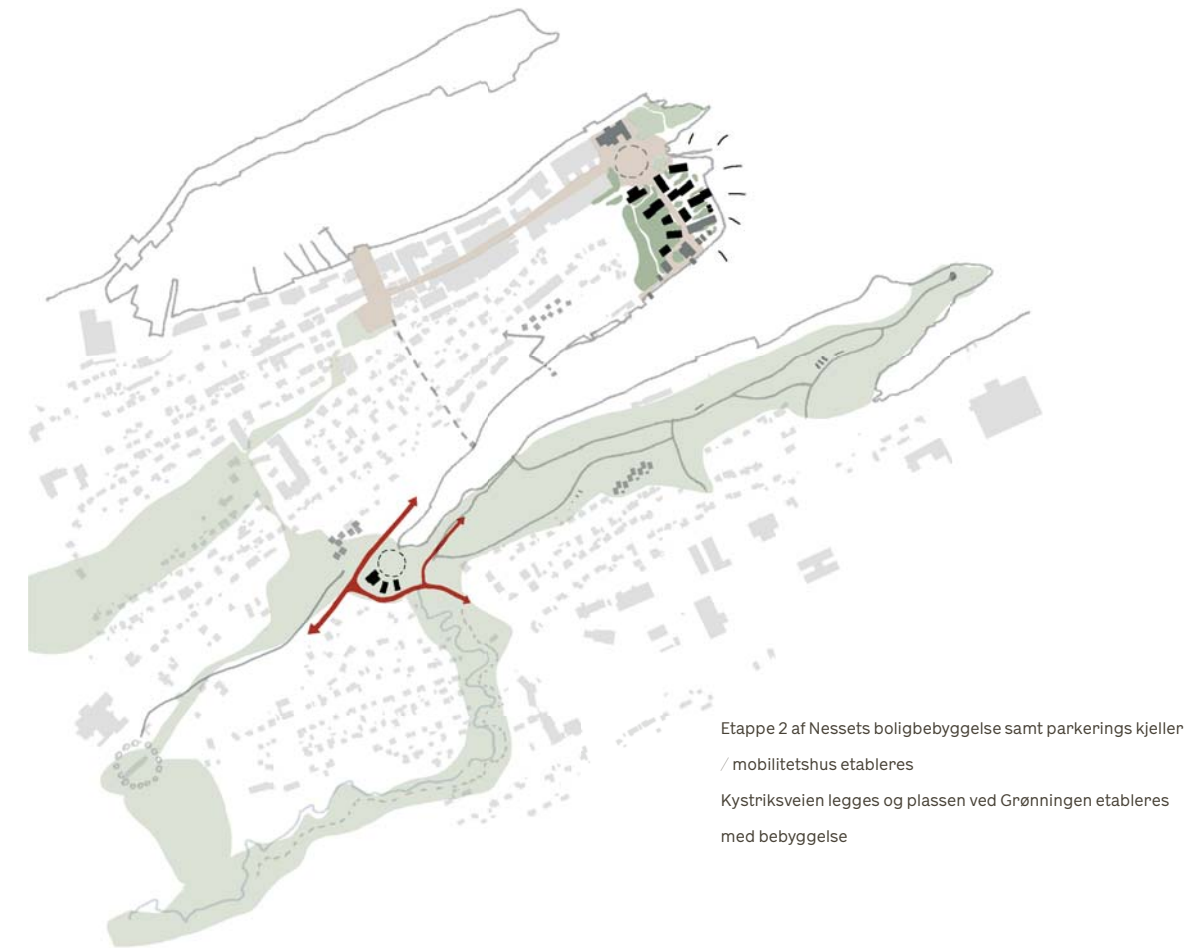 Etappe 2 af Nessets boligbebyggelse samt parkerings kjeller
/ mobilitetshus etableres
Kystriksveien legges og plassen ved Grønningen etableres
med bebyggelse